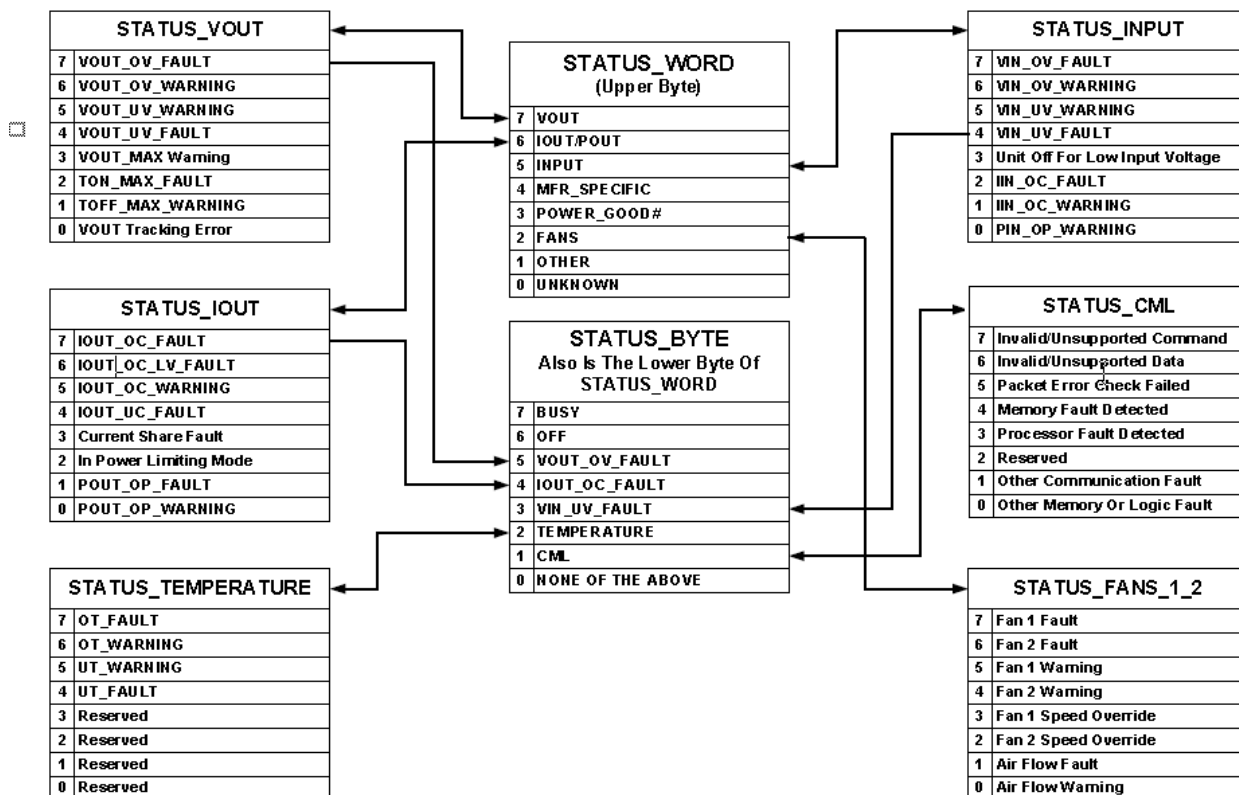 STATUS_VOUT
7 VOUT_OV_FAULT
6 VOUT_OV_WARNING
5 VOUT_UV_WARNING
4 VOUT_UV_FAULT
3 VOUT_MAX Warning
2 TON_MAX_FAULT
1 TOFF_MAX_WARNING
0 VOUT Tracking Error
STATUS_IOUT
7 IOUT_OC_FAULT
6 IOUT_OC_LV_FAULT
5 IOUT_OC_WARNING
4 IOUT_UC_FAULT
3 Current Share Fault
2 In Power Limiting Mode
1 POUT_OP_FAULT
0 POUT_OP_WARNING
STATUS_TEMPERATURE
7 OT_FAULT
6 OT_WARNING
5 UT_WARNING
4 UT_FAULT
3 Reserved
2 Reserved
1 Reserved
0 Reserved
STATUS_WORD
(Upper Byte)
7 VOUT
6 IOUT/POUT
5 INPUT
4 MFR_SPECIFIC
3 POWER_GOOD#
2 FANS
1 OTHER
0 UNKNOWN
STATUS_BYTE
Also Is The Lower Byte Of
STATUS_WORD
7 BUSY
6 OFF
5 VOUT_OV_FAULT
4 IOUT_OC_FAULT
3 VIN_UV_FAULT
2 TEMPERATURE
1 CML
0 NONE OF THE ABOVE
STATUS_INPUT
7 VIN_OV_FAULT
6 VIN_OV_WARNING
5 VIN_UV_WARNING
4 VIN_UV_FAULT
3 Unit Off For Low Input Voltage
2 IIN_OC_FAULT
1 IIN_OC_WARNING
0 PIN_OP_WARNING
STATUS_CML
7 Invalid/Unsupported Command
6 Invalid/Unsupported Data
5 Packet Error Check Failed
4 Memory Fault Detected
3 Processor Fault Detected
2 Reserved
1 Other Communication Fault
0 Other Memory Or Logic Fault
STATUS_FANS_1_2
7 Fan 1 Fault
6 Fan 2 Fault
5 Fan 1 Warning
4 Fan 2 Warning
3 Fan 1 Speed Override
2 Fan 2 Speed Override
1 Air Flow Fault
0 Air Flow Warning